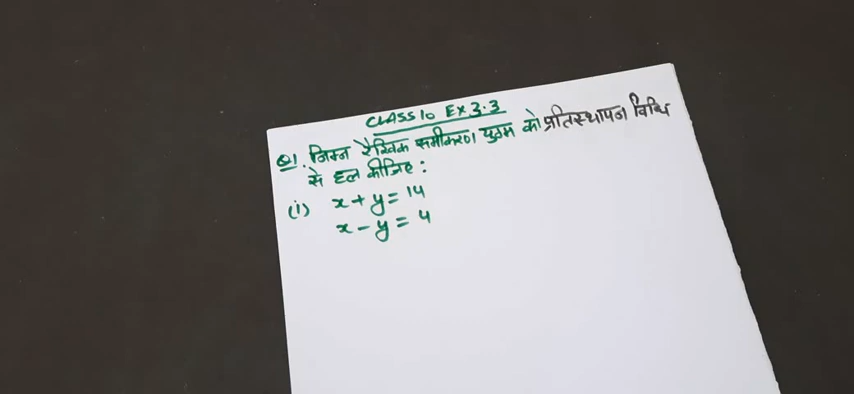 CLASS 10 EX 3.3
Q1. निम्न रैखिक समीकरण युग्म को प्रतिस्थापन विधि
से हल कीजिए :
(i) x + y = 14
x - y = 4